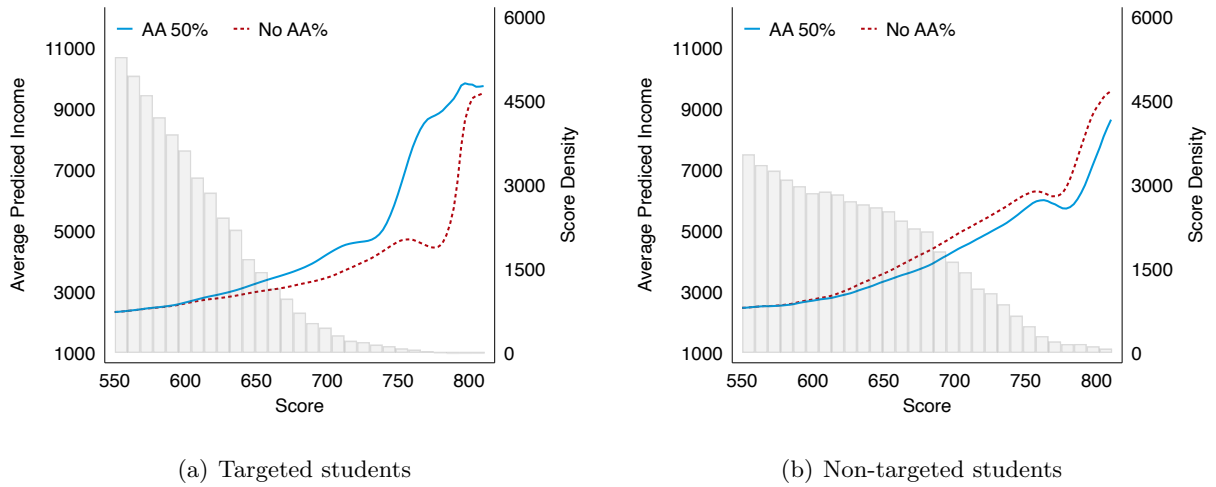 AA 50% No AA%
Average Prediced Income
11000
9000
7000
5000
3000
1000
6000
4500
3000
1500
0
Score Density
550 600 650 700 750 800
Score
(a) Targeted students
AA 50% No AA%
Average Prediced Income
11000
9000
7000
5000
3000
1000
6000
4500
3000
1500
0
Score Density
550 600 650 700 750 800
Score
(b) Non-targeted students